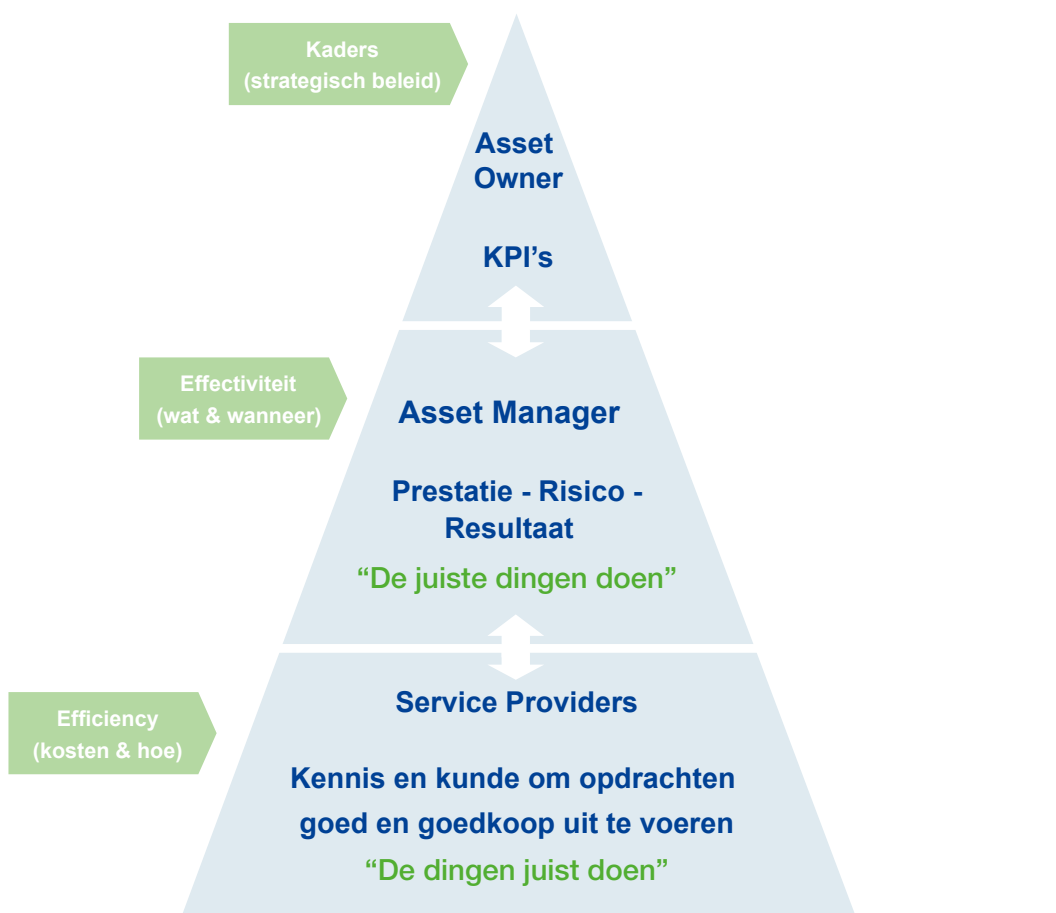 Kaders
(strategisch beleid)
Asset
Owner
KPI’s
Effectiviteit
(wat & wanneer)
Asset Manager
Prestatie - Risico -
Resultaat
“De juiste dingen doen”
Efficiency
(kosten & hoe)
Service Providers
Kennis en kunde om opdrachten
goed en goedkoop uit te voeren
“De dingen juist doen”